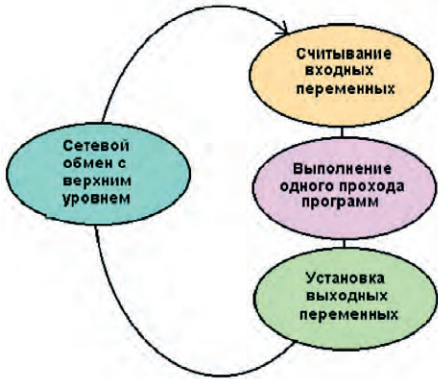 Считывание
входных
переменных
Сетевой
обмен с
верхним
уровнем
Выполнение
одного прохода
программ
Установка
выходных
переменных